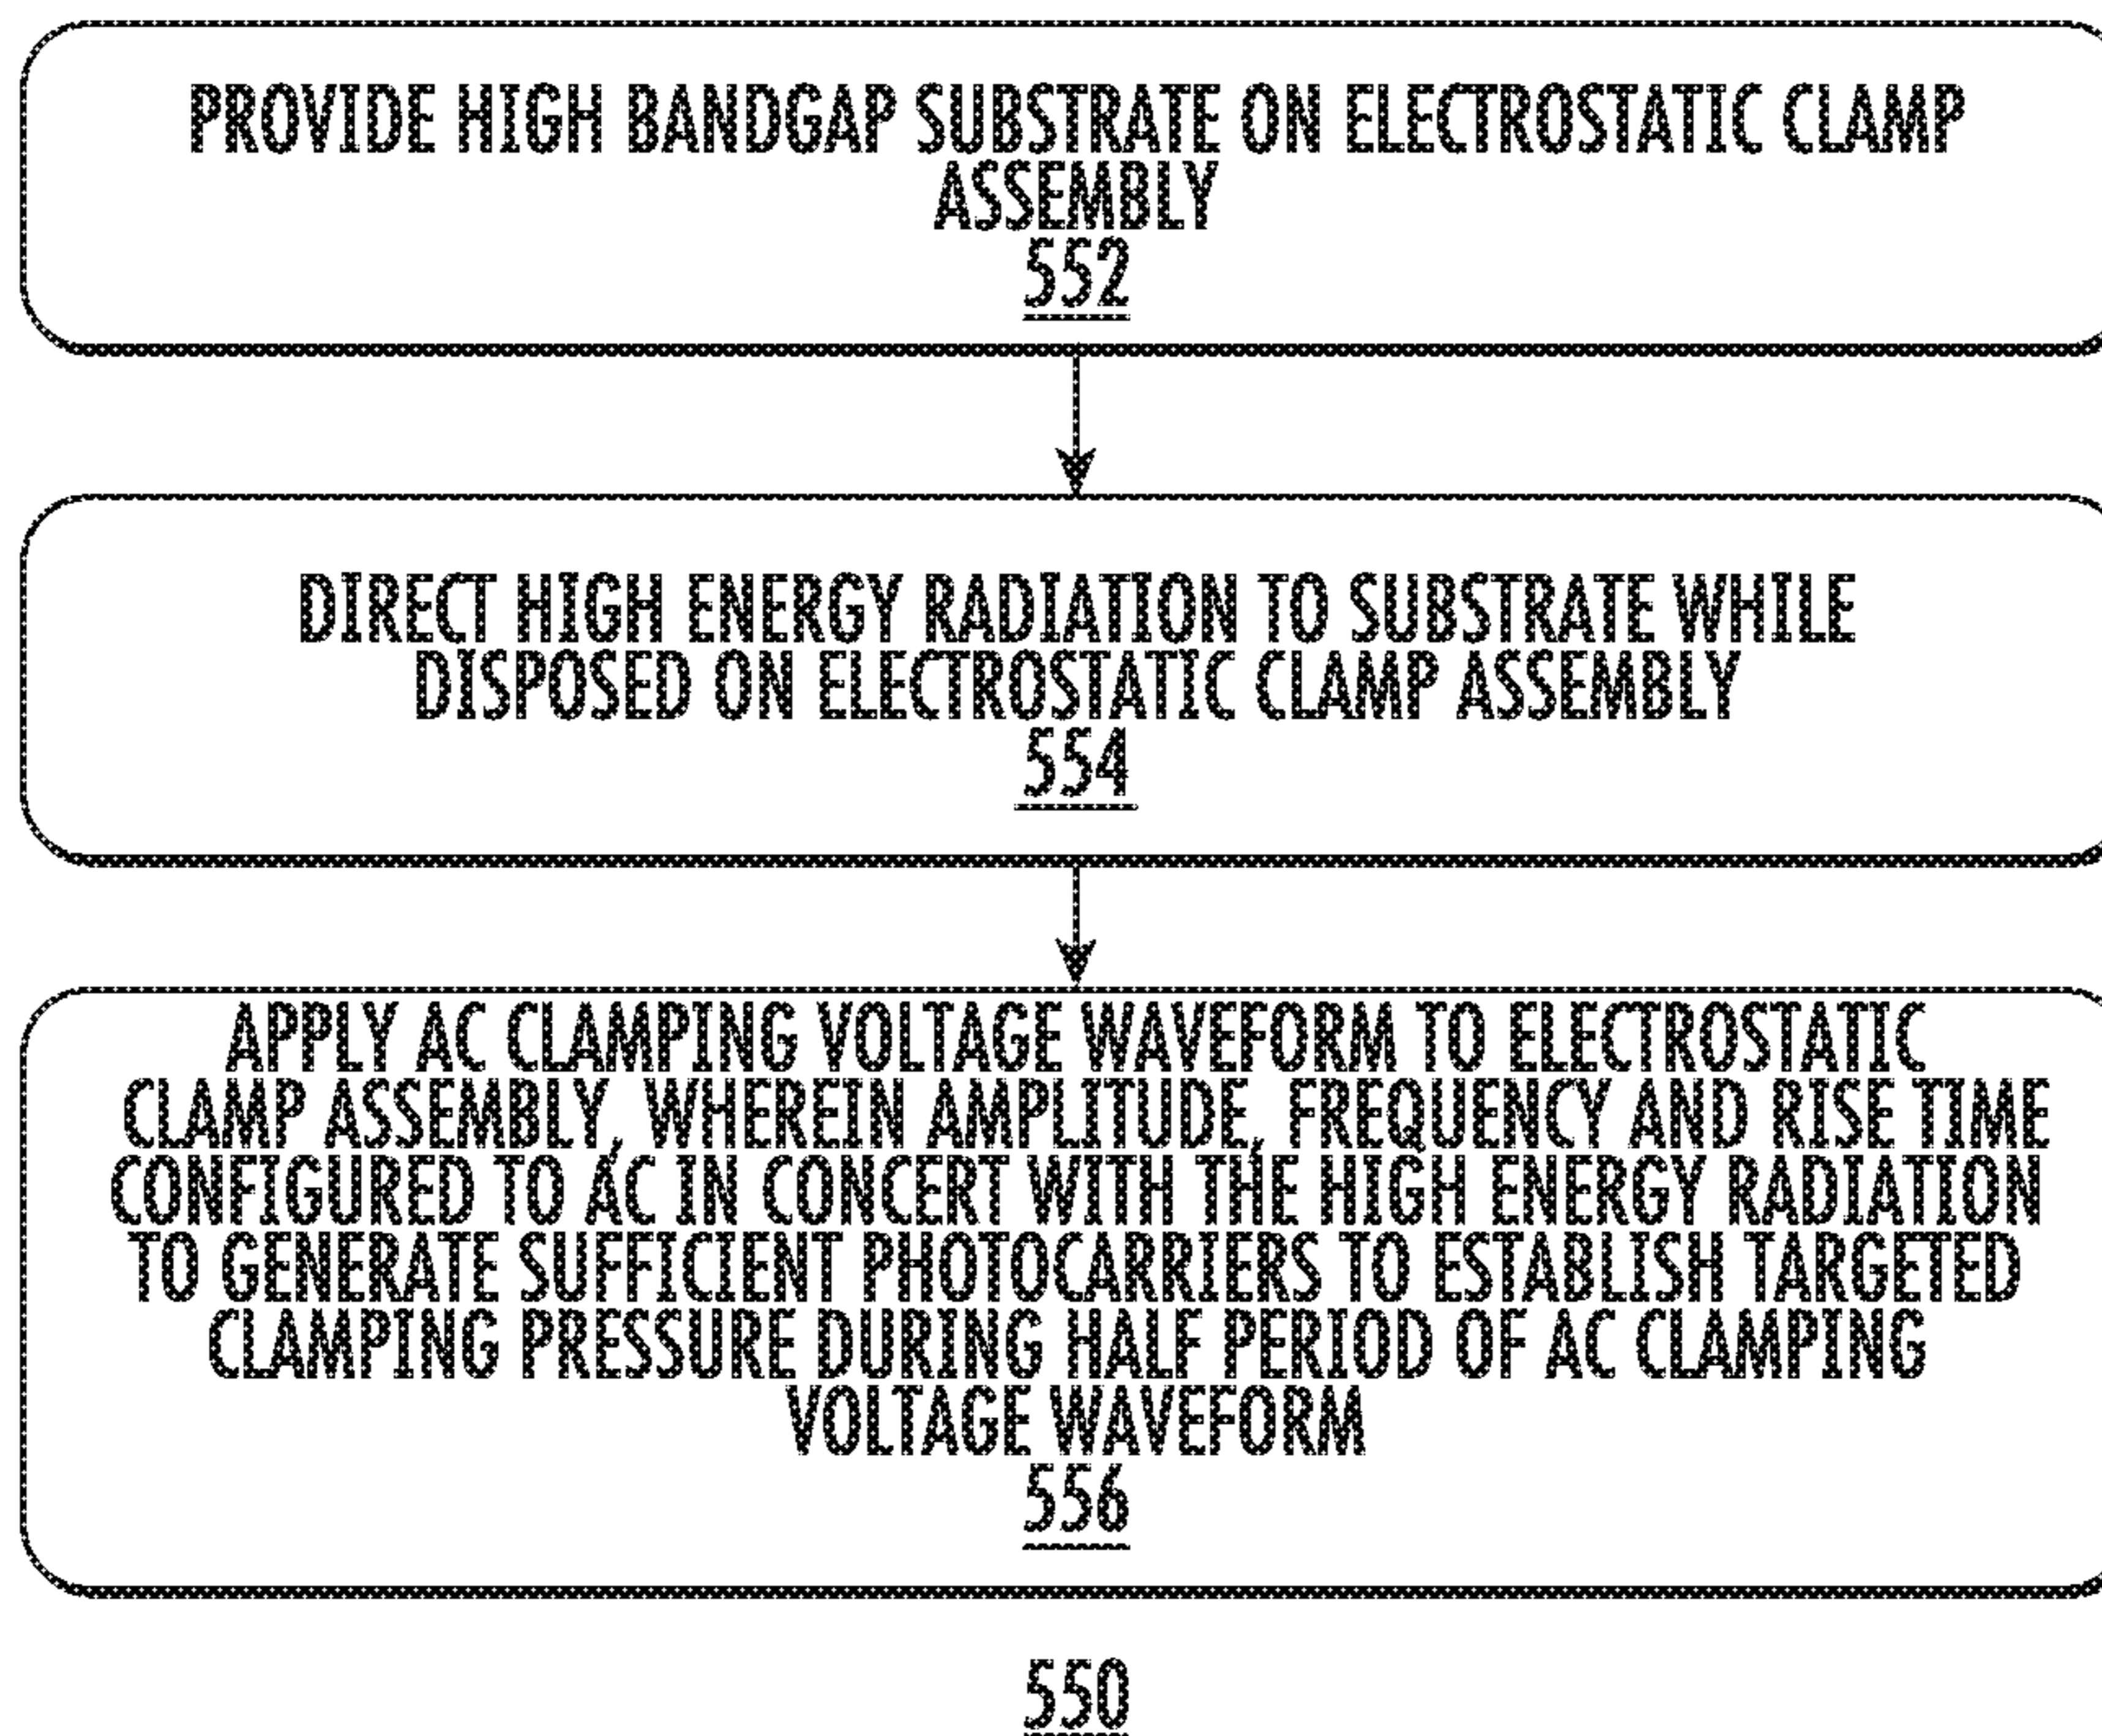 PROVIDE HIGH BANDGAP SUBSTRATE ON ELECTROSTATIC CLAMP
ASSEMBLY
552
DIRECT HIGH ENERGY RADIATION TO SUBSTRATE WHILE
DISPOSED ON ELECTROSTATIC CLAMP ASSEMBLY
554
APPLY AC CLAMPING VOLTAGE WAVEFORM TO ELECTROSTATIC
CLAMP ASSEMBLY, WHEREIN AMPLITUDE, FREQUENCY AND RISE TIME
CONFIGURED TO AC IN CONCERT WITH THE HIGH ENERGY RADIATION
TO GENERATE SUFFICIENT PHOTOCARRIERS TO ESTABLISH TARGETED
CLAMPING PRESSURE DURING HALF PERIOD OF AC CLAMPING
VOLTAGE WAVEFORM
556
550